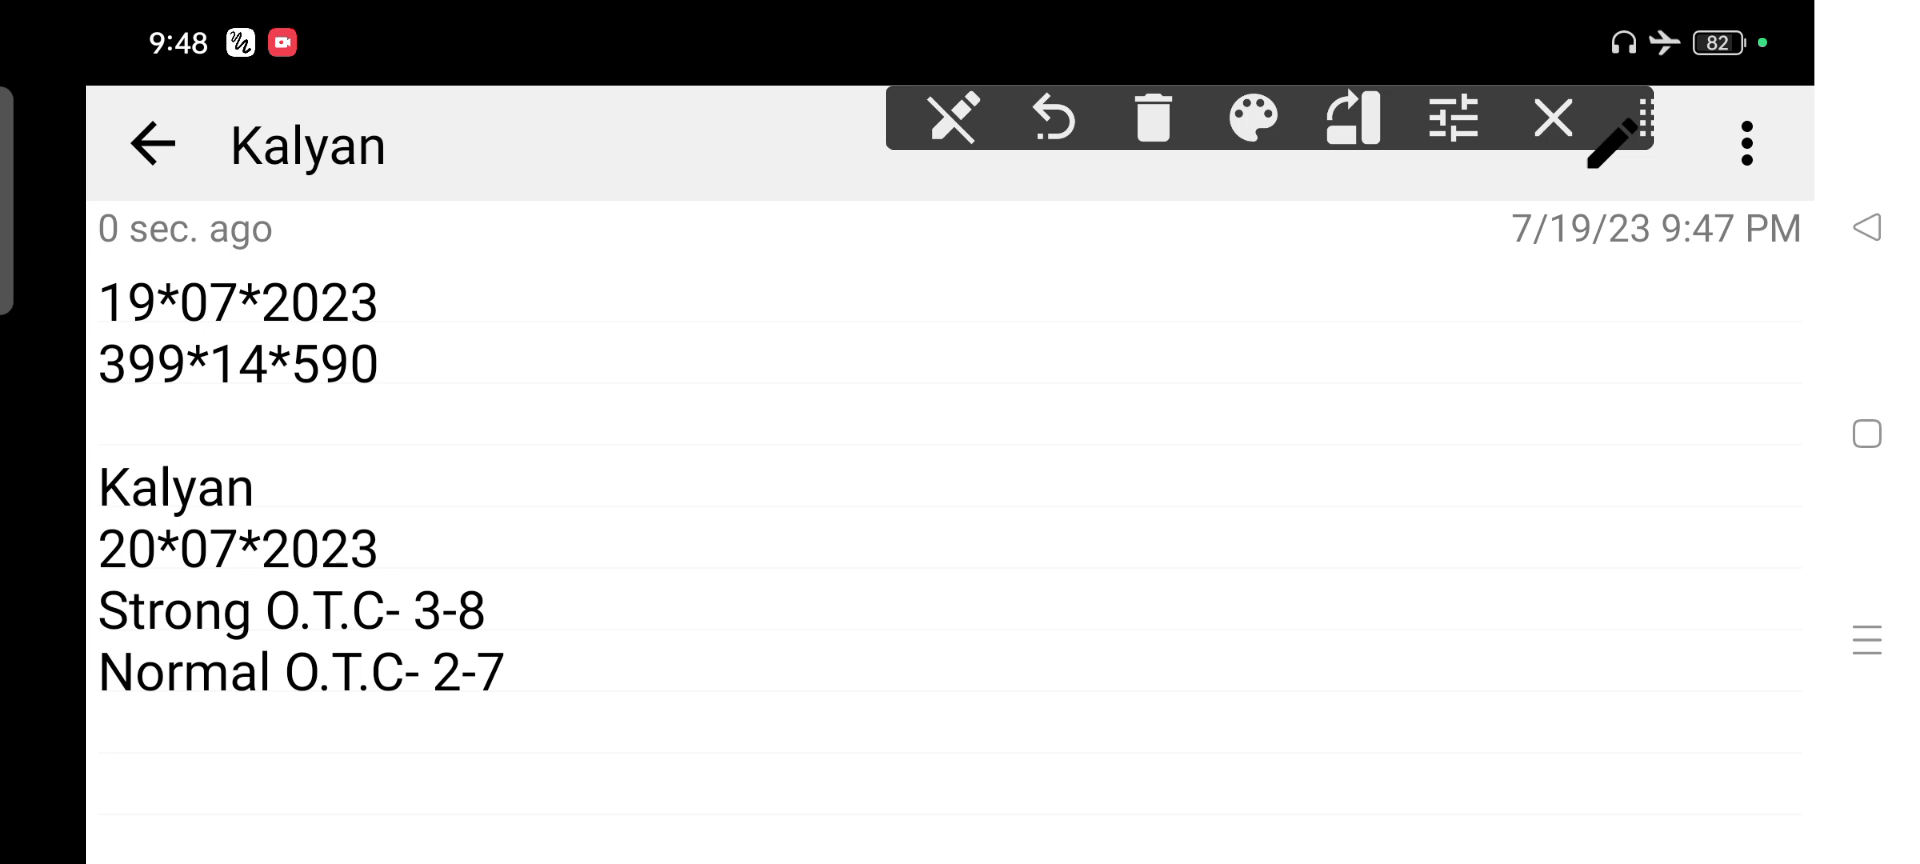 9:48
82
Kalyan
0 sec. ago
7/19/23 9:47 PM
19*07*2023
399*14*590
Kalyan
20*07*2023
Strong O.T.C- 3-8
Normal O.T.C- 2-7